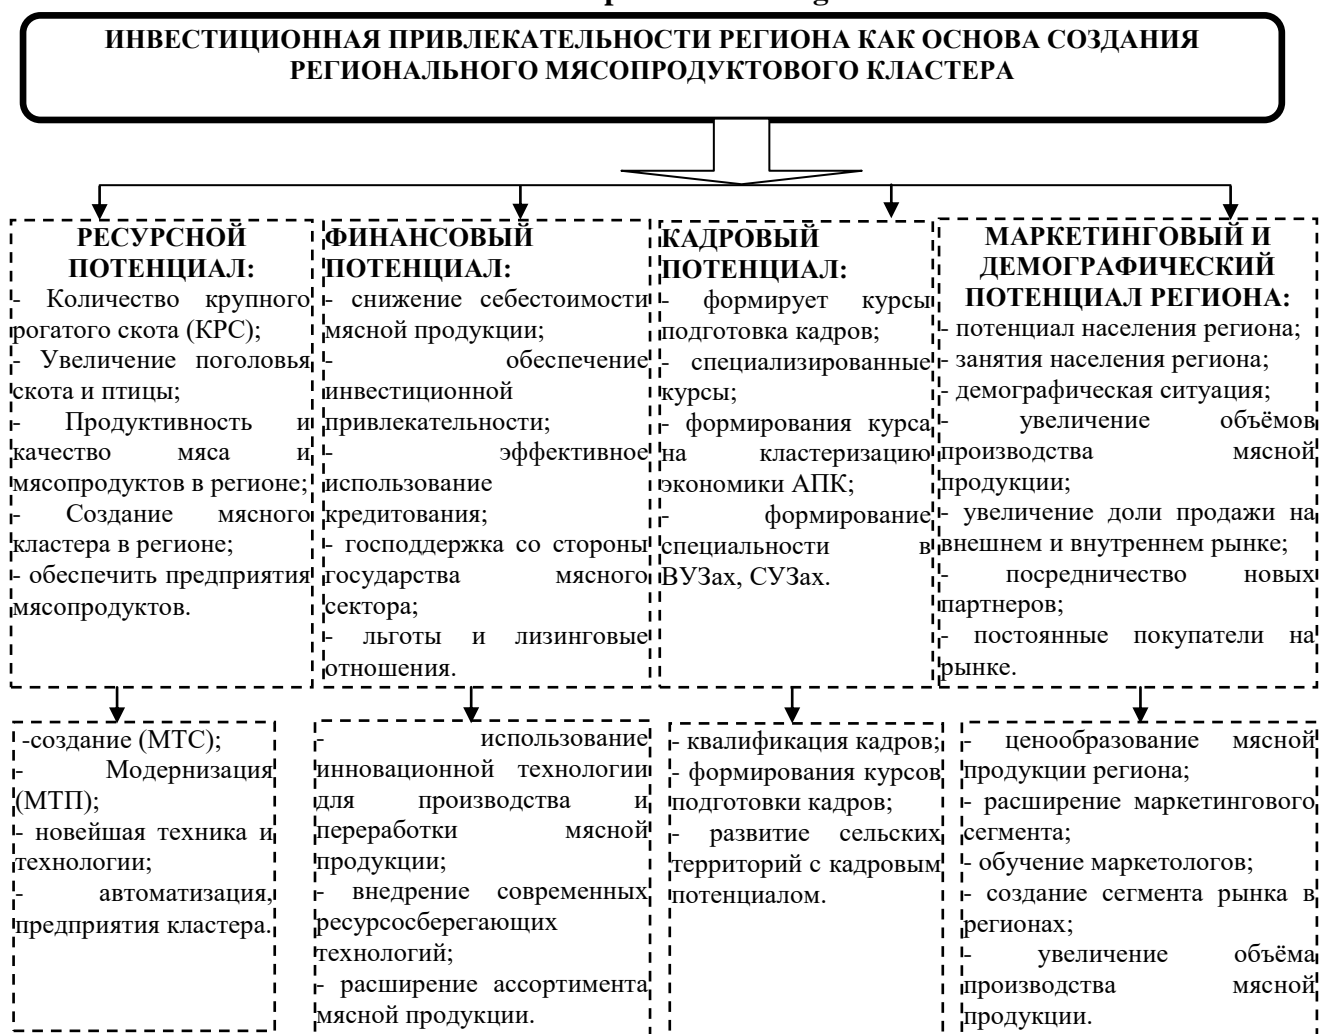 ИНВЕСТИЦИОННАЯ ПРИВЛЕКАТЕЛЬНОСТИ РЕГИОНА КАК ОСНОВА СОЗДАНИЯ
РЕГИОНАЛЬНОГО МЯСОПРОДУКТОВОГО КЛАСТЕРА
РЕСУРСНОЙ
ПОТЕНЦИАЛ:
- Количество крупного
рогатого скота (КРС);
- Увеличение поголовья
скота и птицы;
- Продуктивность и
качество мяса и
мясопродуктов в регионе;
- Создание мясного
кластера в регионе;
- обеспечить предприятия
мясопродуктов.
ФИНАНСОВЫЙ
ПОТЕНЦИАЛ:
- снижение себестоимости
мясной продукции;
- обеспечение
инвестиционной
привлекательности;
- эффективное
использование
кредитования;
- господдержка со стороны
государства мясного
сектора;
- льготы и лизинговые
отношения.
КАДРОВЫЙ
ПОТЕНЦИАЛ:
- формирует курсы
подготовка кадров;
- специализированные
курсы;
- формирования курса
на кластеризацию
экономики АПК;
- формирование
специальности в
ВУЗах, СУЗах.
МАРКЕТИНГОВЫЙ И
ДЕМОГРАФИЧЕСКИЙ
ПОТЕНЦИАЛ РЕГИОНА:
- потенциал населения региона;
- занятия населения региона;
- демографическая ситуация;
- увеличение объёмов
производства мясной
продукции;
- увеличение доли продажи на
внешнем и внутреннем рынке;
- посредничество новых
партнеров;
- постоянные покупатели на
рынке.
-создание (МТС);
- Модернизация
(МТП);
- новейшая техника и
технологии;
- автоматизация,
предприятия кластера.
- использование
инновационной технологии
для производства и
переработки мясной
продукции;
- внедрение современных
ресурсосберегающих
технологий;
- расширение ассортимента
мясной продукции.
- квалификация кадров;
- формирования курсов
подготовки кадров;
- развитие сельских
территорий с кадровым
потенциалом.
- ценообразование мясной
продукции региона;
- расширение маркетингового
сегмента;
- обучение маркетологов;
- создание сегмента рынка в
регионах;
- увеличение объёма
производства мясной
продукции.